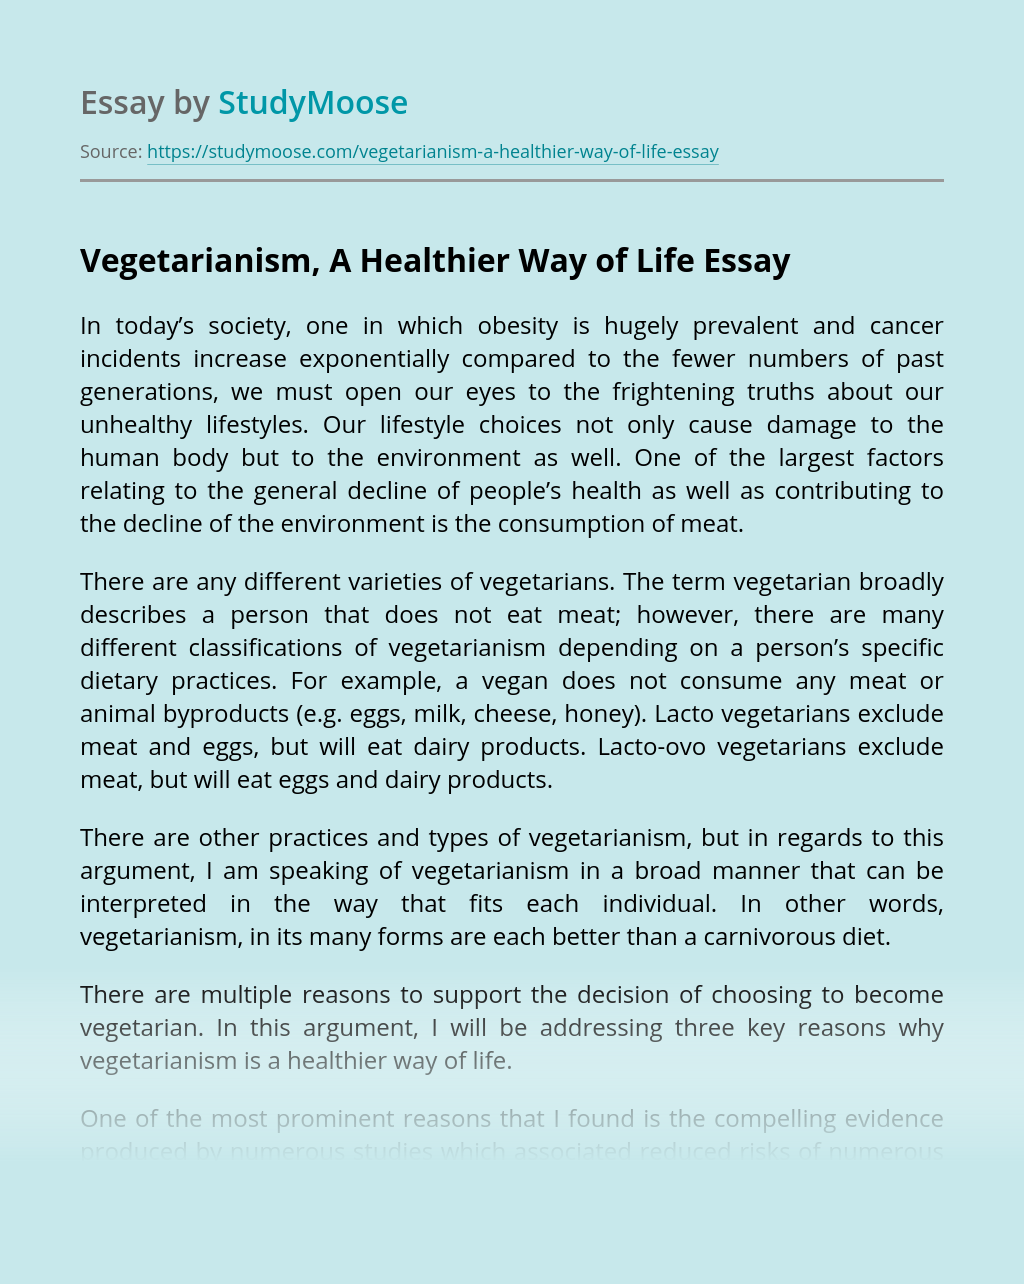 Essay by StudyMoose
Source: https://studymoose.com/vegetarianism-a-healthier-way-of-life-essay
Vegetarianism, A Healthier Way of Life Essay
In today’s society, one in which obesity is hugely prevalent and cancer
incidents increase exponentially compared to the fewer numbers of past
generations, we must open our eyes to the frightening truths about our
unhealthy lifestyles. Our lifestyle choices not only cause damage to the
human body but to the environment as well. One of the largest factors
relating to the general decline of people’s health as well as contributing to
the decline of the environment is the consumption of meat.
There are any different varieties of vegetarians. The term vegetarian broadly
describes a person that does not eat meat; however, there are many
different classifications of vegetarianism depending on a person’s specific
dietary practices. For example, a vegan does not consume any meat or
animal byproducts (e.g. eggs, milk, cheese, honey). Lacto vegetarians exclude
meat and eggs, but will eat dairy products. Lacto-ovo vegetarians exclude
meat, but will eat eggs and dairy products.
There are other practices and types of vegetarianism, but in regards to this
argument, I am speaking of vegetarianism in a broad manner that can be
interpreted in the way that fits each individual. In other words,
vegetarianism, in its many forms are each better than a carnivorous diet.
There are multiple reasons to support the decision of choosing to become
vegetarian. In this argument, I will be addressing three key reasons why
vegetarianism is a healthier way of life.
One of the most prominent reasons that I found is the compelling evidence
produced by numerous studies which associated reduced risks of numerous